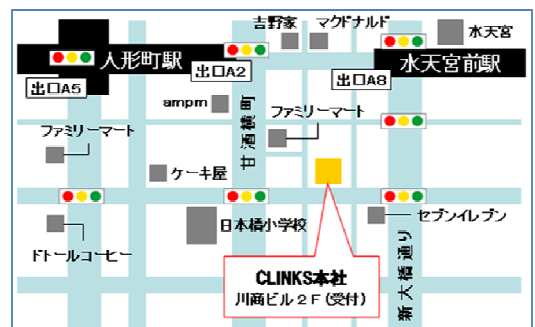 吉野家
マクドナルド
水天宮
人形町駅
水天宮前駅
出口A2
出口A8
出口A5
ampm
ファミリーマート
甘酒横町
ファミリーマート
ケーキ屋
セブンイレブン
日本橋小学校
ドトールコーヒー
新大橋通り
CLINKS本社
川商ビル2F(受付)